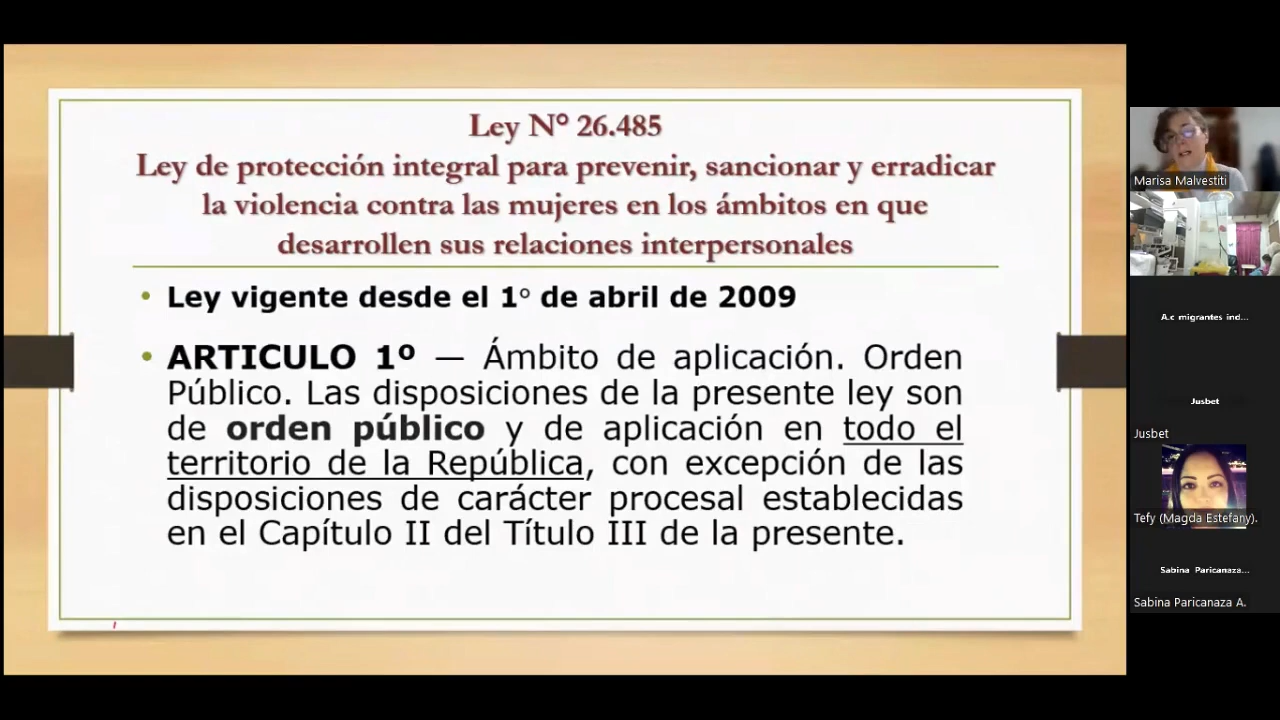 Ley N° 26.485
Ley de protección integral para prevenir, sancionar y erradicar
la violencia contra las mujeres en los ámbitos en que
desarrollen sus relaciones interpersonales
• Ley vigente desde el 1° de abril de 2009
• ARTICULO 1º — Ámbito de aplicación. Orden
Público. Las disposiciones de la presente ley son
de orden público y de aplicación en todo el
territorio de la República, con excepción de las
disposiciones de carácter procesal establecidas
en el Capítulo II del Título III de la presente.
Marisa Malvestiti
A.c migrantes ind...
Jusbet
Jusbet
Tefy (Magda Estefany).
Sabina Paricanaza...
Sabina Paricanaza A.